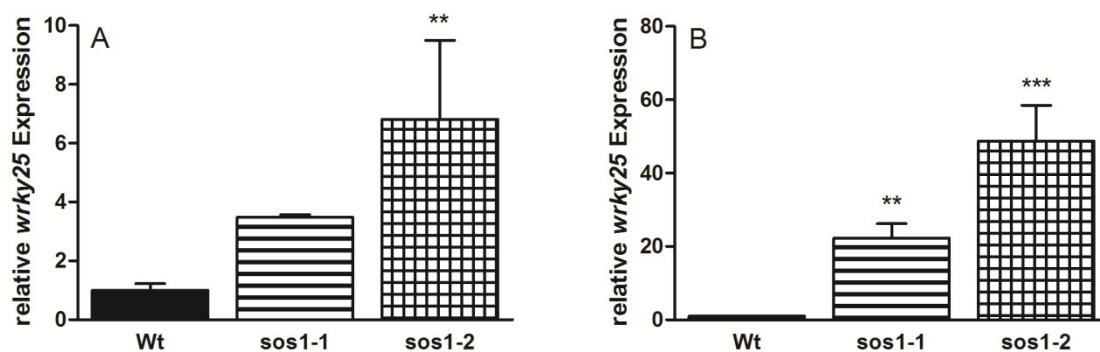 A
relative wrky25 Expression
10
8
6
4
2
0
**
Wt
sos1-1
sos1-2
B
relative wrky25 Expression
80
60
40
20
0
**
***
Wt
sos1-1
sos1-2